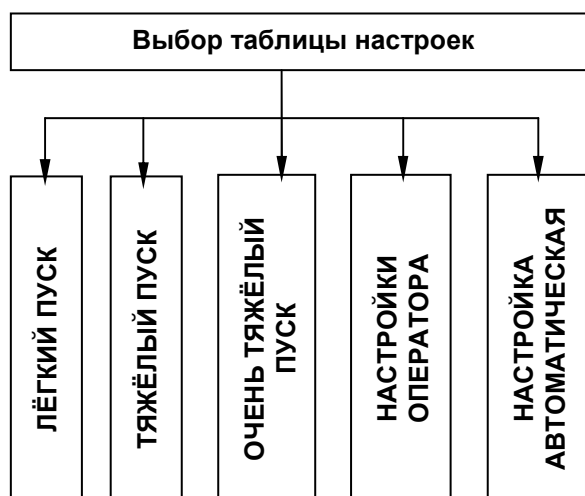 Выбор таблицы настроек
ЛЁГКИЙ ПУСК
ТЯЖЁЛЫЙ ПУСК
ОЧЕНЬ ТЯЖЁЛЫЙ
ПУСК
НАСТРОЙКИ
ОПЕРАТОРА
НАСТРОЙКА
АВТОМАТИЧЕСКАЯ